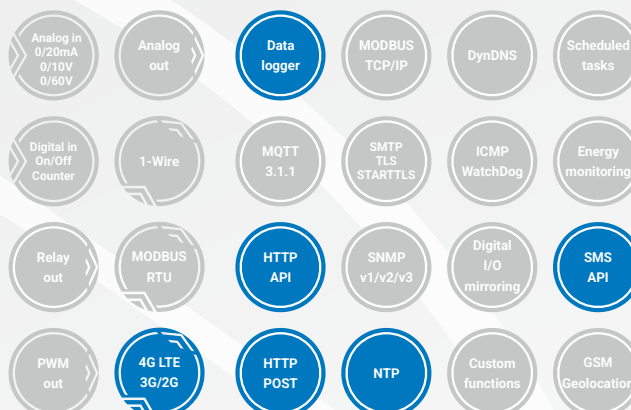 Analog in
0/20mA
0/10V
0/60V
Analog
out
Data
logger
MODBUS
TCP/IP
DynDNS
Scheduled
tasks
Digital in
On/Off
Counter
1-Wire
MQTT
3.1.1
SMTP
TLS
STARTTLS
ICMP
WatchDog
Energy
monitoring
Relay
out
MODBUS
RTU
HTTP
API
SNMP
v1/v2/v3
Digital
I/O
mirroring
SMS
API
PWM
out
4G LTE
3G/2G
HTTP
POST
NTP
Custom
functions
GSM
Geolocation